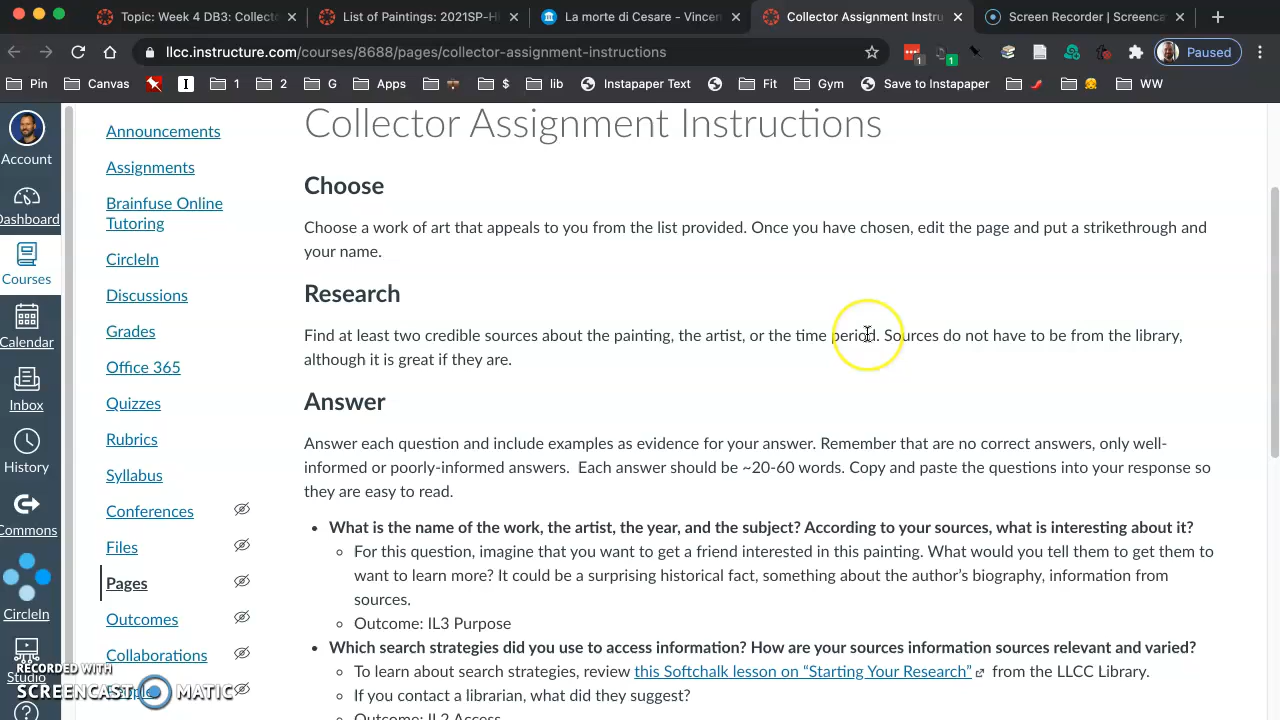 Topic: Week 4 DB3: Collecto
List of Paintings: 2021SP-H
La morte di Cesare - Vincen
Collector Assignment Instru
Screen Recorder | Screenca
llcc.instructure.com/courses/8688/pages/collector-assignment-instructions
1
1
Paused
Pin
Canvas
1
2
G
Apps
$
lib
Instapaper Text
Fit
Gym
Save to Instapaper
WW
Account
Dashboard
Courses
Calendar
Inbox
History
Commons
CircleIn
Studio
Announcements
Assignments
Brainfuse Online
Tutoring
CircleIn
Discussions
Grades
Office 365
Quizzes
Rubrics
Syllabus
Conferences
Files
Pages
Outcomes
Collaborations
Collector Assignment Instructions
Choose
Choose a work of art that appeals to you from the list provided. Once you have chosen, edit the page and put a strikethrough and
your name.
Research
Find at least two credible sources about the painting, the artist, or the time period. Sources do not have to be from the library,
although it is great if they are.
Answer
Answer each question and include examples as evidence for your answer. Remember that are no correct answers, only well-
informed or poorly-informed answers.  Each answer should be ~20-60 words. Copy and paste the questions into your response so
they are easy to read.
• What is the name of the work, the artist, the year, and the subject? According to your sources, what is interesting about it?
For this question, imagine that you want to get a friend interested in this painting. What would you tell them to get them to
want to learn more? It could be a surprising historical fact, something about the author's biography, information from
sources.
Outcome: IL3 Purpose
• Which search strategies did you use to access information? How are your sources information sources relevant and varied?
To learn about search strategies, review this Softchalk lesson on “Starting Your Research” from the LLCC Library.
If you contact a librarian, what did they suggest?
Outcome: IL2 Access
RECORDED WITH
SCREENCAST MATIC